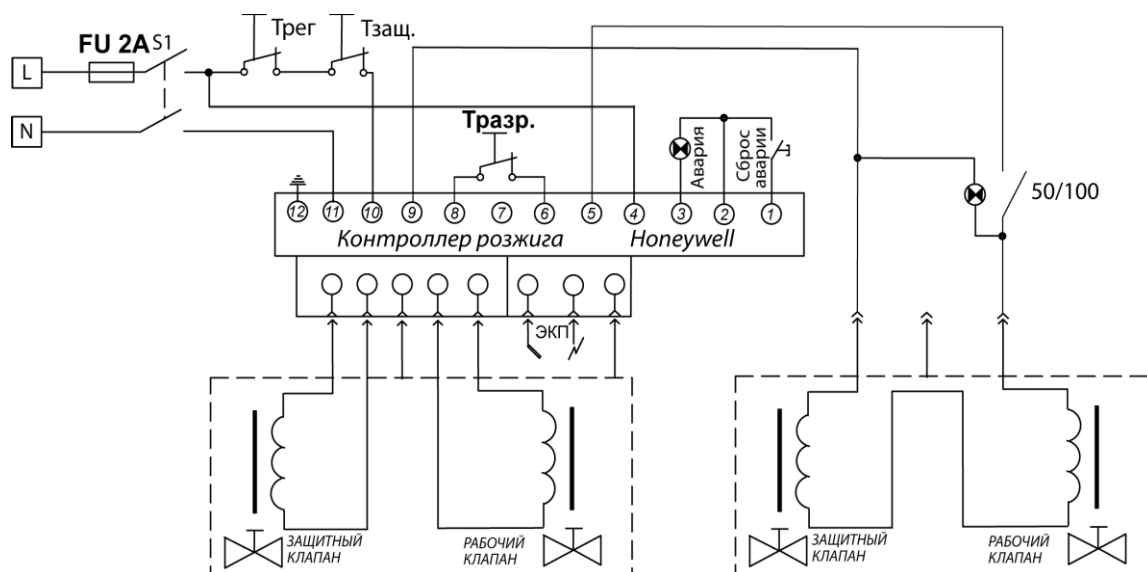 Трег
Тзащ.
FU 2A
S1
L
N
Тразр.
Авария
Сброс
аварии
50/100
12
11
10
9
8
7
6
5
4
3
2
1
Контроллер розжига
Honeywell
ЭКП
ЗАЩИТНЫЙ
КЛАПАН
РАБОЧИЙ
КЛАПАН
ЗАЩИТНЫЙ
КЛАПАН
РАБОЧИЙ
КЛАПАН